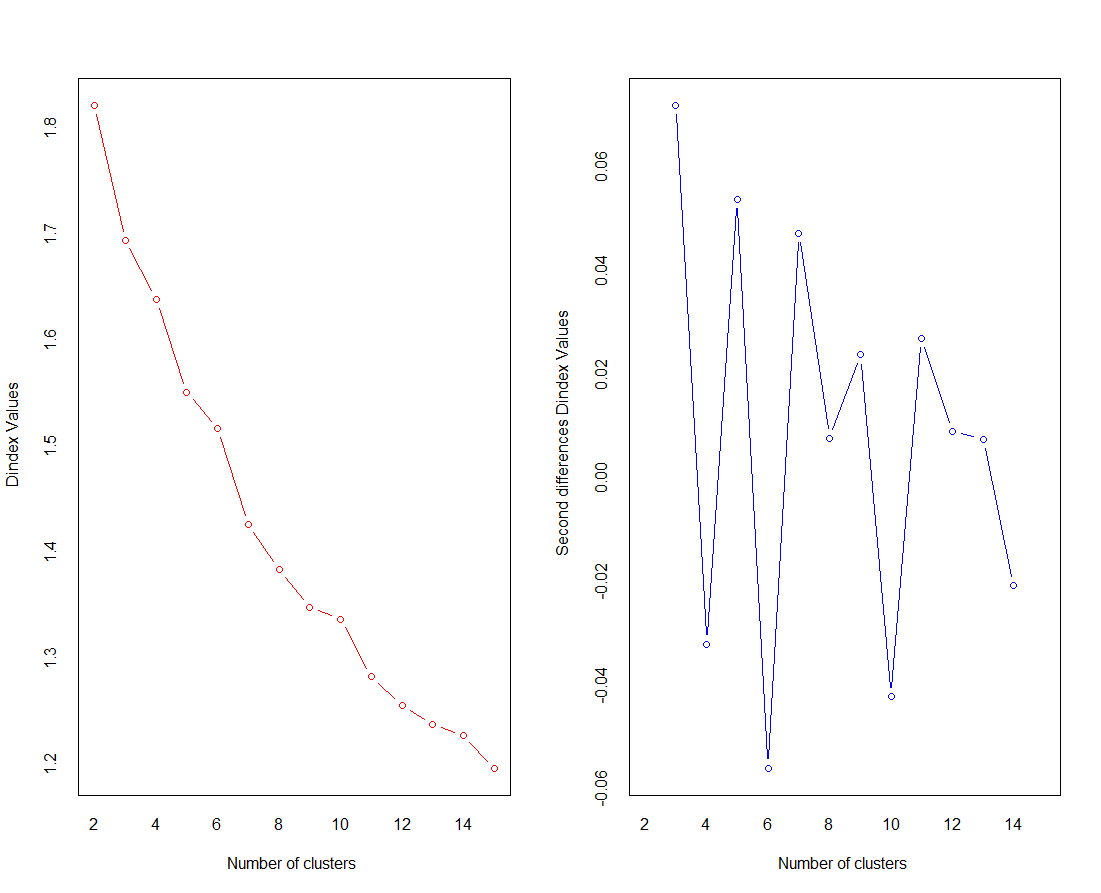 Dindex Values
1.8
1.7
1.6
1.5
1.4
1.3
1.2
2 4 6 8 10 12 14
Number of clusters
Second differences Dindex Values
0.06
0.04
0.02
0.00
-0.02
-0.04
-0.06
2 4 6 8 10 12 14
Number of clusters